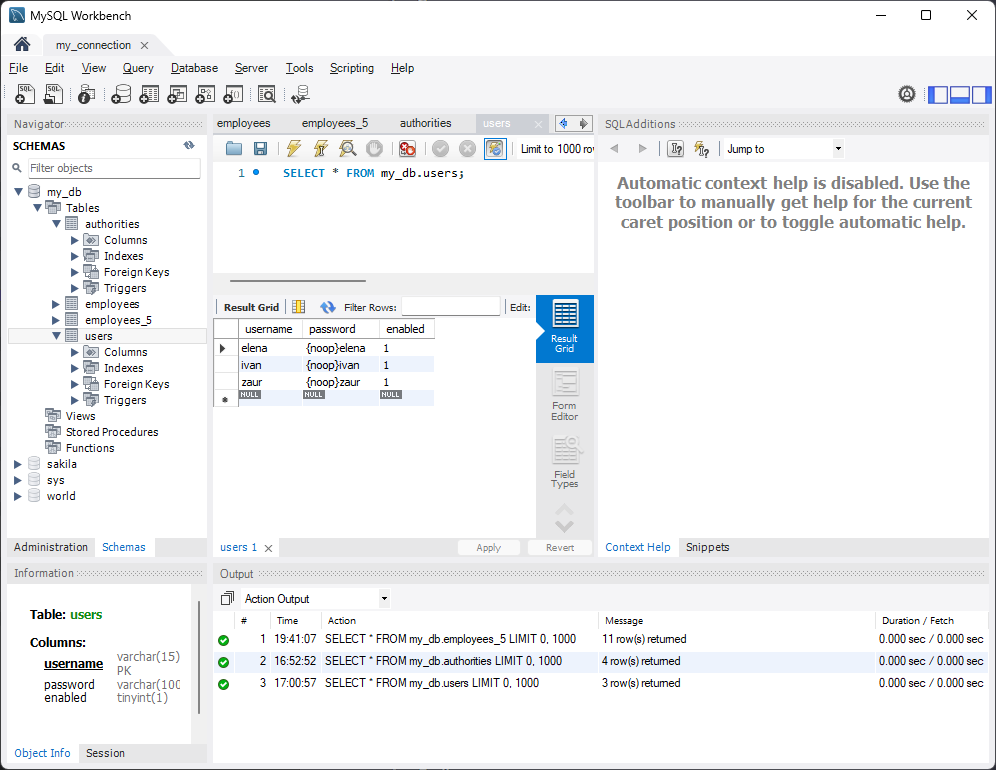 MySQL Workbench
my_connection
File Edit View Query Database Server Tools Scripting Help
Navigator
SCHEMAS
Filter objects
my_db
Tables
authorities
Columns
Indexes
Foreign Keys
Triggers
employees
employees_5
users
Columns
Indexes
Foreign Keys
Triggers
Views
Stored Procedures
Functions
sakila
sys
world
Administration Schemas
Information
Table: users
Columns:
username varchar(15)
PK
password varchar(100
enabled tinyint(1)
Object Info Session
employees employees_5 authorities users
Limit to 1000 rov
1 SELECT * FROM my_db.users;
Result Grid Filter Rows: Edit:
username password enabled
elena {noop}elena 1
ivan {noop}ivan 1
zaur {noop}zaur 1
NULL NULL NULL
Result
Grid
Form
Editor
Field
Types
users 1 Apply Revert
SQLAdditions
Jump to
Automatic context help is disabled. Use the
toolbar to manually get help for the current
caret position or to toggle automatic help.
Context Help Snippets
Output
Action Output
# Time Action Message Duration / Fetch
1 19:41:07 SELECT * FROM my_db.employees_5 LIMIT 0, 1000 11 row(s) returned 0.000 sec / 0.000 sec
2 16:52:52 SELECT * FROM my_db.authorities LIMIT 0, 1000 4 row(s) returned 0.000 sec / 0.000 sec
3 17:00:57 SELECT * FROM my_db.users LIMIT 0, 1000 3 row(s) returned 0.000 sec / 0.000 sec